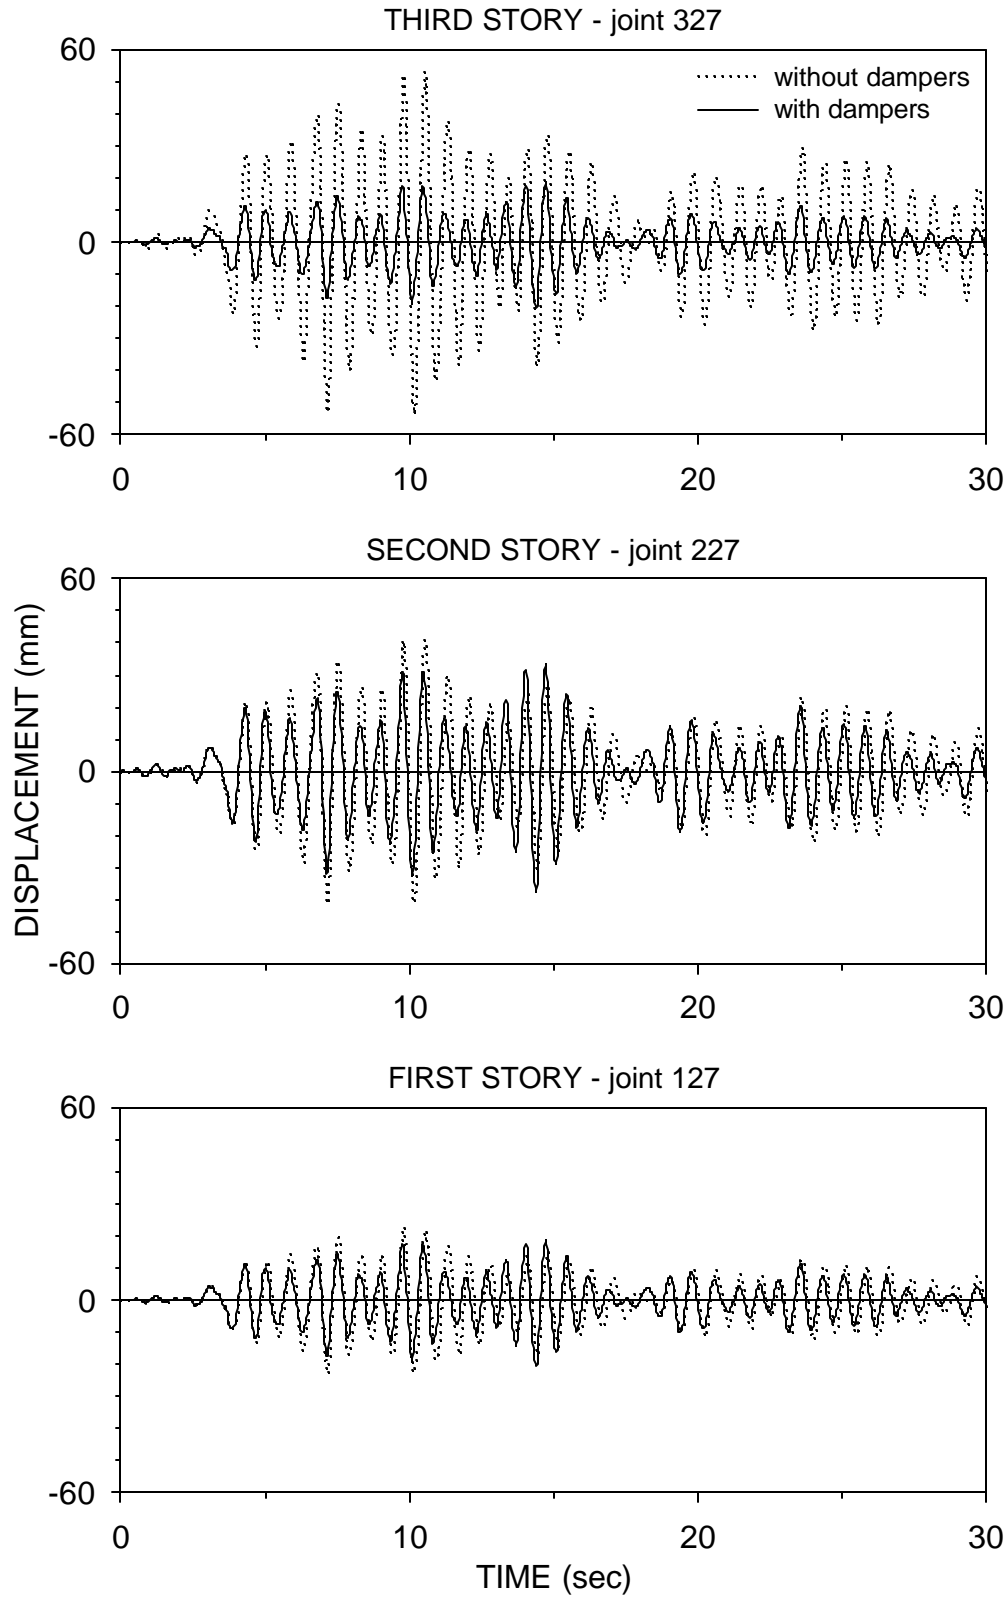 THIRD STORY - joint 327
60
without dampers
with dampers
0
-60
0 10 20 30
SECOND STORY - joint 227
60
0
-60
0 10 20 30
DISPLACEMENT (mm)
FIRST STORY - joint 127
60
0
-60
0 10 20 30
TIME (sec)